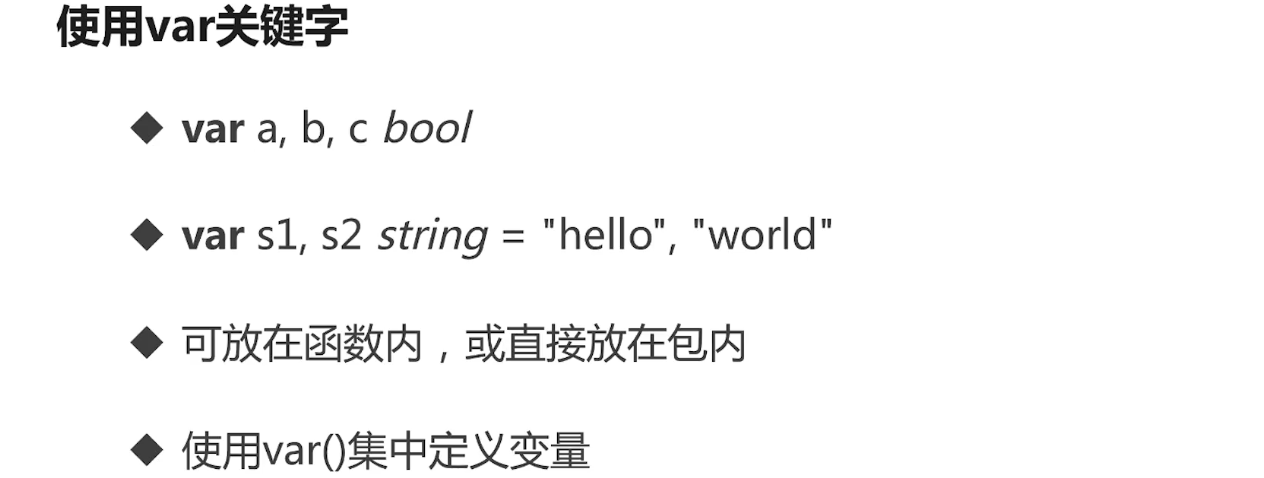 使用var关键字
◆ var a, b, c bool
◆ var s1, s2 string = "hello", "world"
◆ 可放在函数内，或直接放在包内
◆ 使用var()集中定义变量